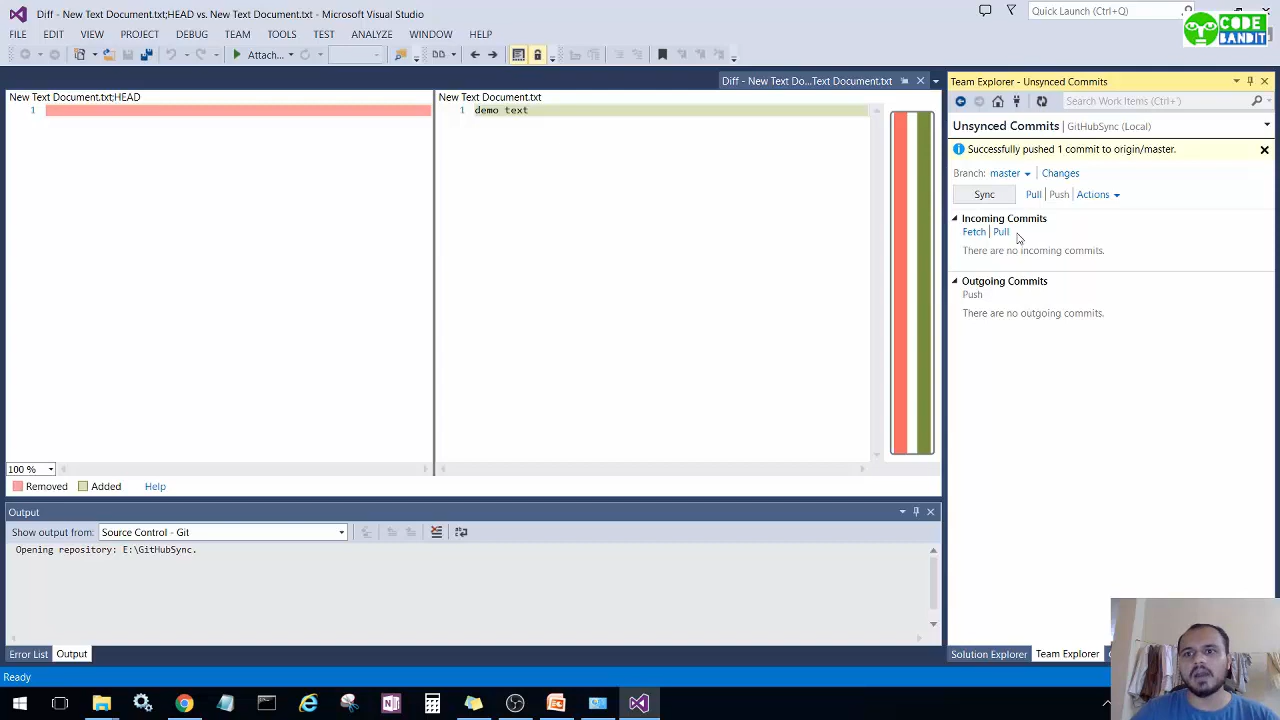 Diff - New Text Document.txt;HEAD vs. New Text Document.txt - Microsoft Visual Studio
Quick Launch (Ctrl+Q)
CODE
BANDIT
FILE EDIT VIEW PROJECT DEBUG TEAM TOOLS TEST ANALYZE WINDOW HELP
Attach...
Diff - New Text Do...Text Document.txt
Team Explorer - Unsynced Commits
New Text Document.txt;HEAD
New Text Document.txt
Search Work Items (Ctrl+')
1
1 demo text
Unsynced Commits | GitHubSync (Local)
Successfully pushed 1 commit to origin/master.
Branch: master | Changes
Sync Pull | Push Actions
Incoming Commits
Fetch | Pull
There are no incoming commits.
Outgoing Commits
Push
There are no outgoing commits.
100 %
Removed Added Help
Output
Show output from: Source Control - Git
Opening repository: E:\GitHubSync.
Error List Output
Solution Explorer Team Explorer
Ready